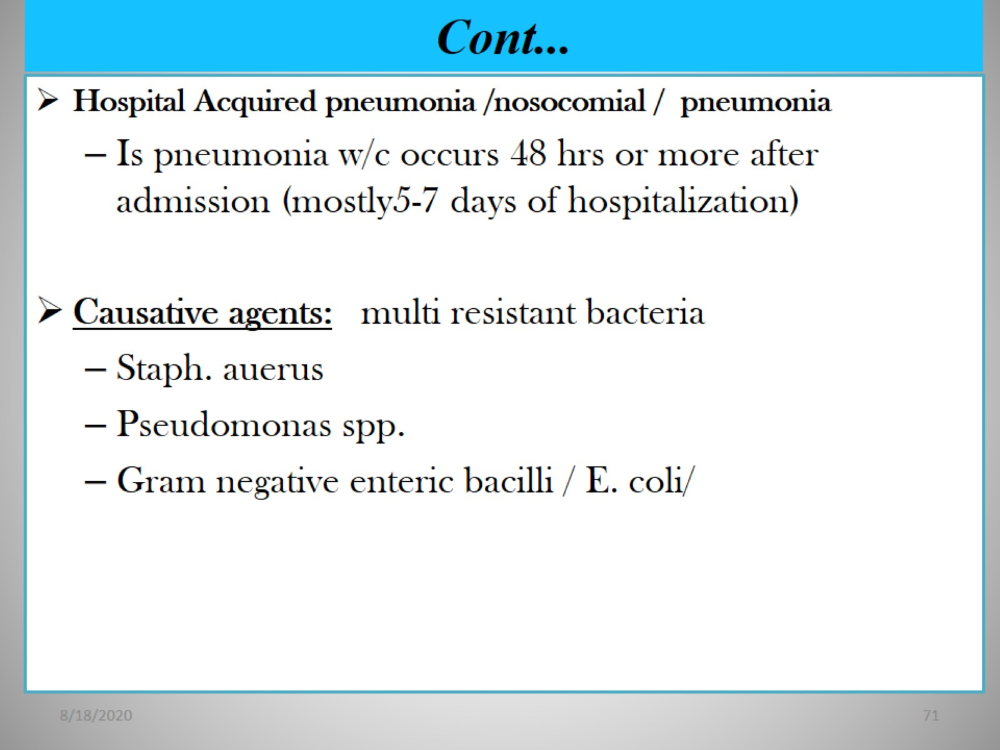 Cont...
➢ Hospital Acquired pneumonia /nosocomial / pneumonia
– Is pneumonia w/c occurs 48 hrs or more after
admission (mostly5-7 days of hospitalization)
➢ Causative agents: multi resistant bacteria
– Staph. auerus
– Pseudomonas spp.
– Gram negative enteric bacilli / E. coli/
8/18/2020
71